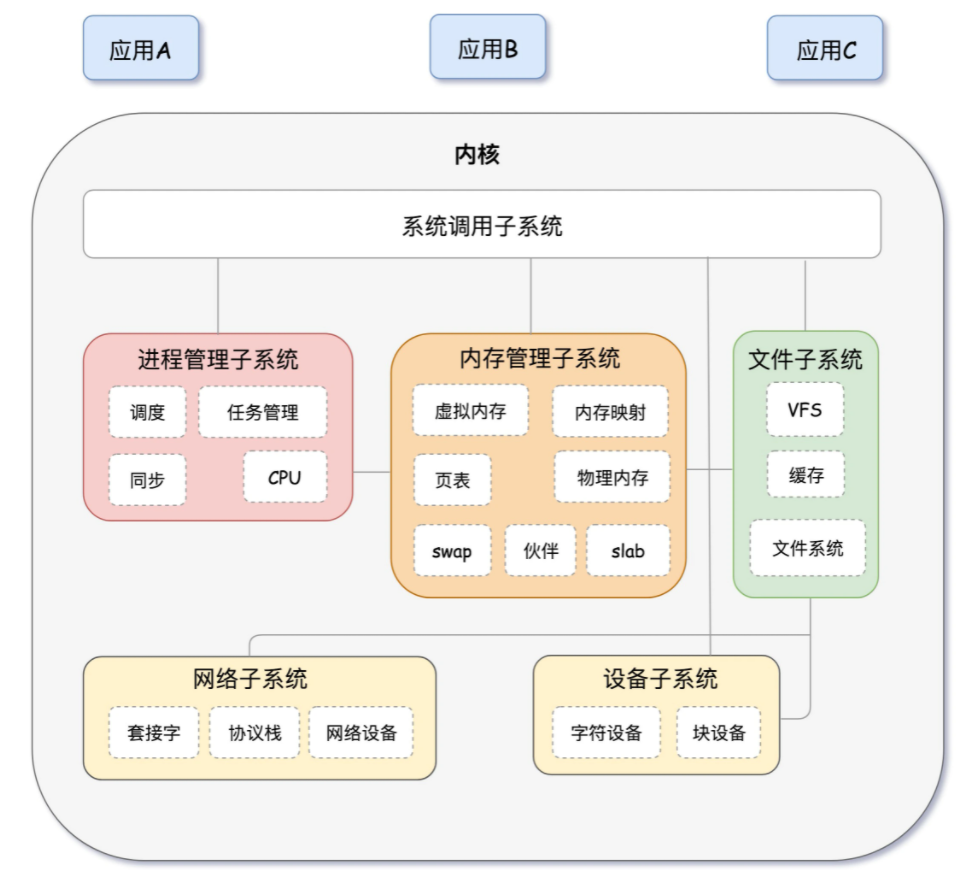 应用A
应用B
应用C
内核
系统调用子系统
进程管理子系统
调度
任务管理
同步
CPU
内存管理子系统
虚拟内存
内存映射
页表
物理内存
swap
伙伴
slab
文件子系统
VFS
缓存
文件系统
网络子系统
套接字
协议栈
网络设备
设备子系统
字符设备
块设备